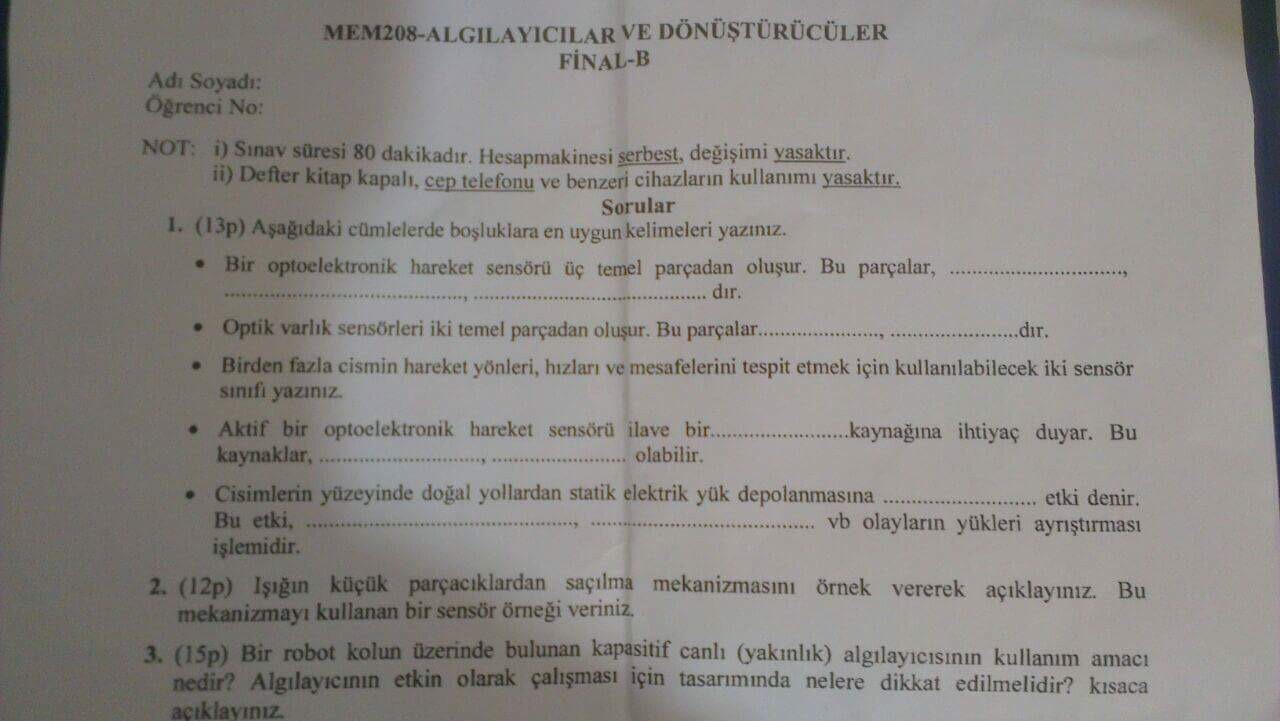 MEM208-ALGILAYICILAR VE DÖNÜŞTÜRÜCÜLER
FİNAL-B
Adı Soyadı:
Öğrenci No:
NOT: i) Sınav süresi 80 dakikadır. Hesapmakinesi serbest, değişimi yasaktır.
ii) Defter kitap kapalı, cep telefonu ve benzeri cihazların kullanımı yasaktır.
Sorular
1. (13p) Aşağıdaki cümlelerde boşluklara en uygun kelimeleri yazınız.
• Bir optoelektronik hareket sensörü üç temel parçadan oluşur. Bu parçalar, ................................,
..........................................., .......................................... dır.
• Optik varlık sensörleri iki temel parçadan oluşur. Bu parçalar......................, .......................dır.
• Birden fazla cismin hareket yönleri, hızları ve mesafelerini tespit etmek için kullanılabilecek iki sensör
sınıfı yazınız.
• Aktif bir optoelektronik hareket sensörü ilave bir.........................kaynağına ihtiyaç duyar. Bu
kaynaklar, ............................., ........................ olabilir.
• Cisimlerin yüzeyinde doğal yollardan statik elektrik yük depolanmasına ............................ etki denir.
Bu etki, ................................................, ........................................ vb olayların yükleri ayrıştırması
işlemidir.
2. (12p) Işığın küçük parçacıklardan saçılma mekanizmasını örnek vererek açıklayınız. Bu
mekanizmayı kullanan bir sensör örneği veriniz.
3. (15p) Bir robot kolun üzerinde bulunan kapasitif canlı (yakınlık) algılayıcısının kullanım amacı
nedir? Algılayıcının etkin olarak çalışması için tasarımında nelere dikkat edilmelidir? kısaca
açıklayınız.